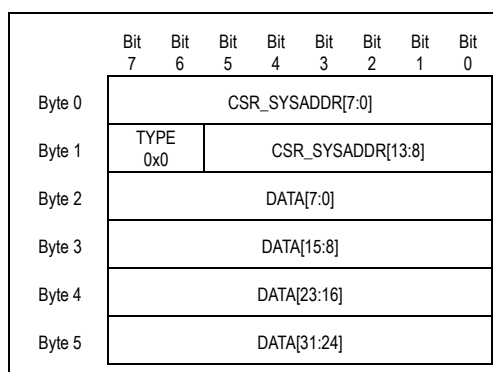 Bit Bit Bit Bit Bit Bit Bit Bit
7 6 5 4 3 2 1 0
Byte 0 CSR_SYSADDR[7:0]
Byte 1 TYPE 0x0 CSR_SYSADDR[13:8]
Byte 2 DATA[7:0]
Byte 3 DATA[15:8]
Byte 4 DATA[23:16]
Byte 5 DATA[31:24]